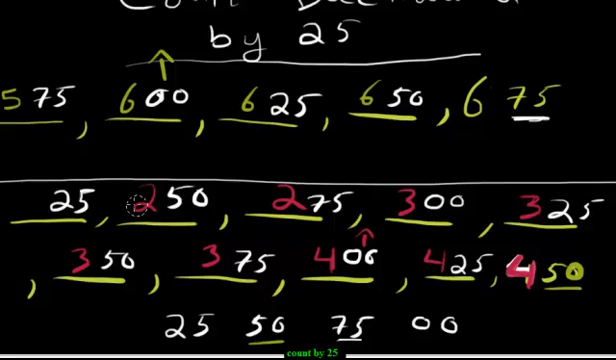 by 25
575, 600, 625, 650, 675
25, 250, 275, 300, 325
, 350, 375, 400, 425, 450
25 50 75 00
count by 25